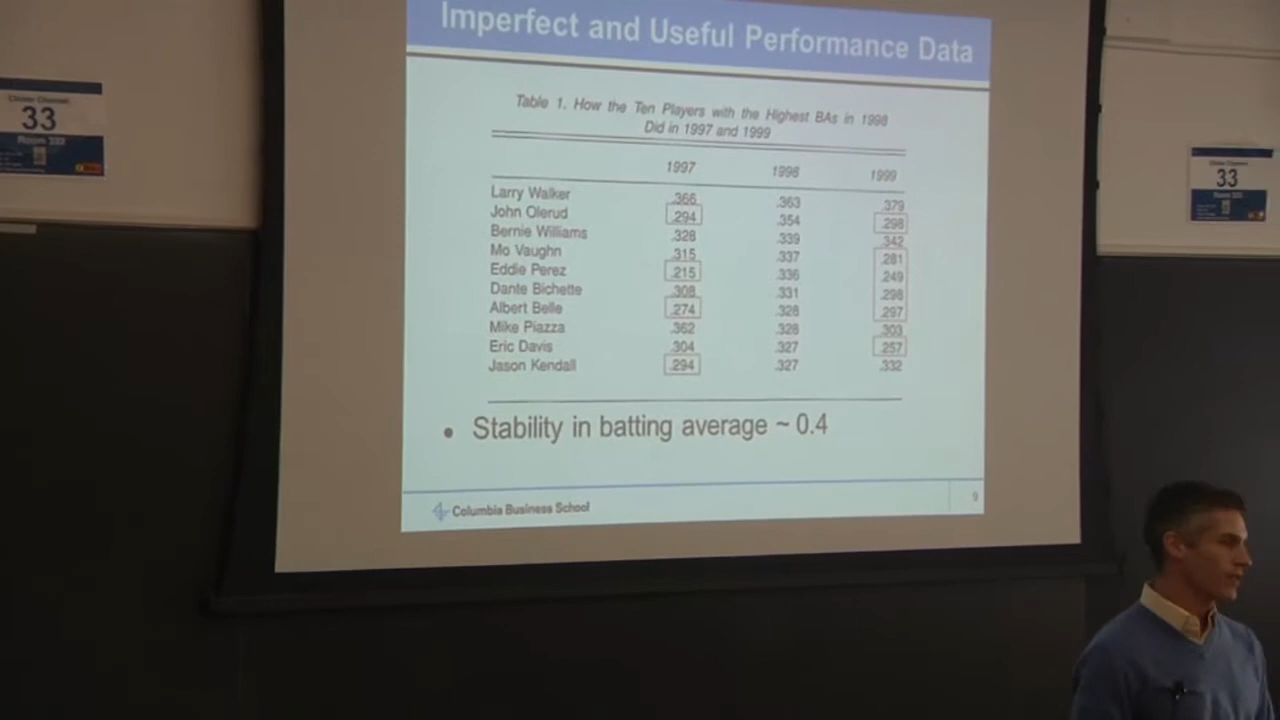 Imperfect and Useful Performance Data
Table 1. How the Ten Players with the Highest BAs in 1998
Did in 1997 and 1999
1997 1998 1999
Larry Walker .366 .363 .379
John Olerud .294 .354 .298
Bernie Williams .328 .339 .342
Mo Vaughn .315 .337 .281
Eddie Perez .215 .336 .249
Dante Bichette .308 .331 .298
Albert Belle .274 .328 .297
Mike Piazza .362 .328 .303
Eric Davis .304 .327 .257
Jason Kendall .294 .327 .332
• Stability in batting average ~ 0.4
Columbia Business School
9
33
Room 333
33